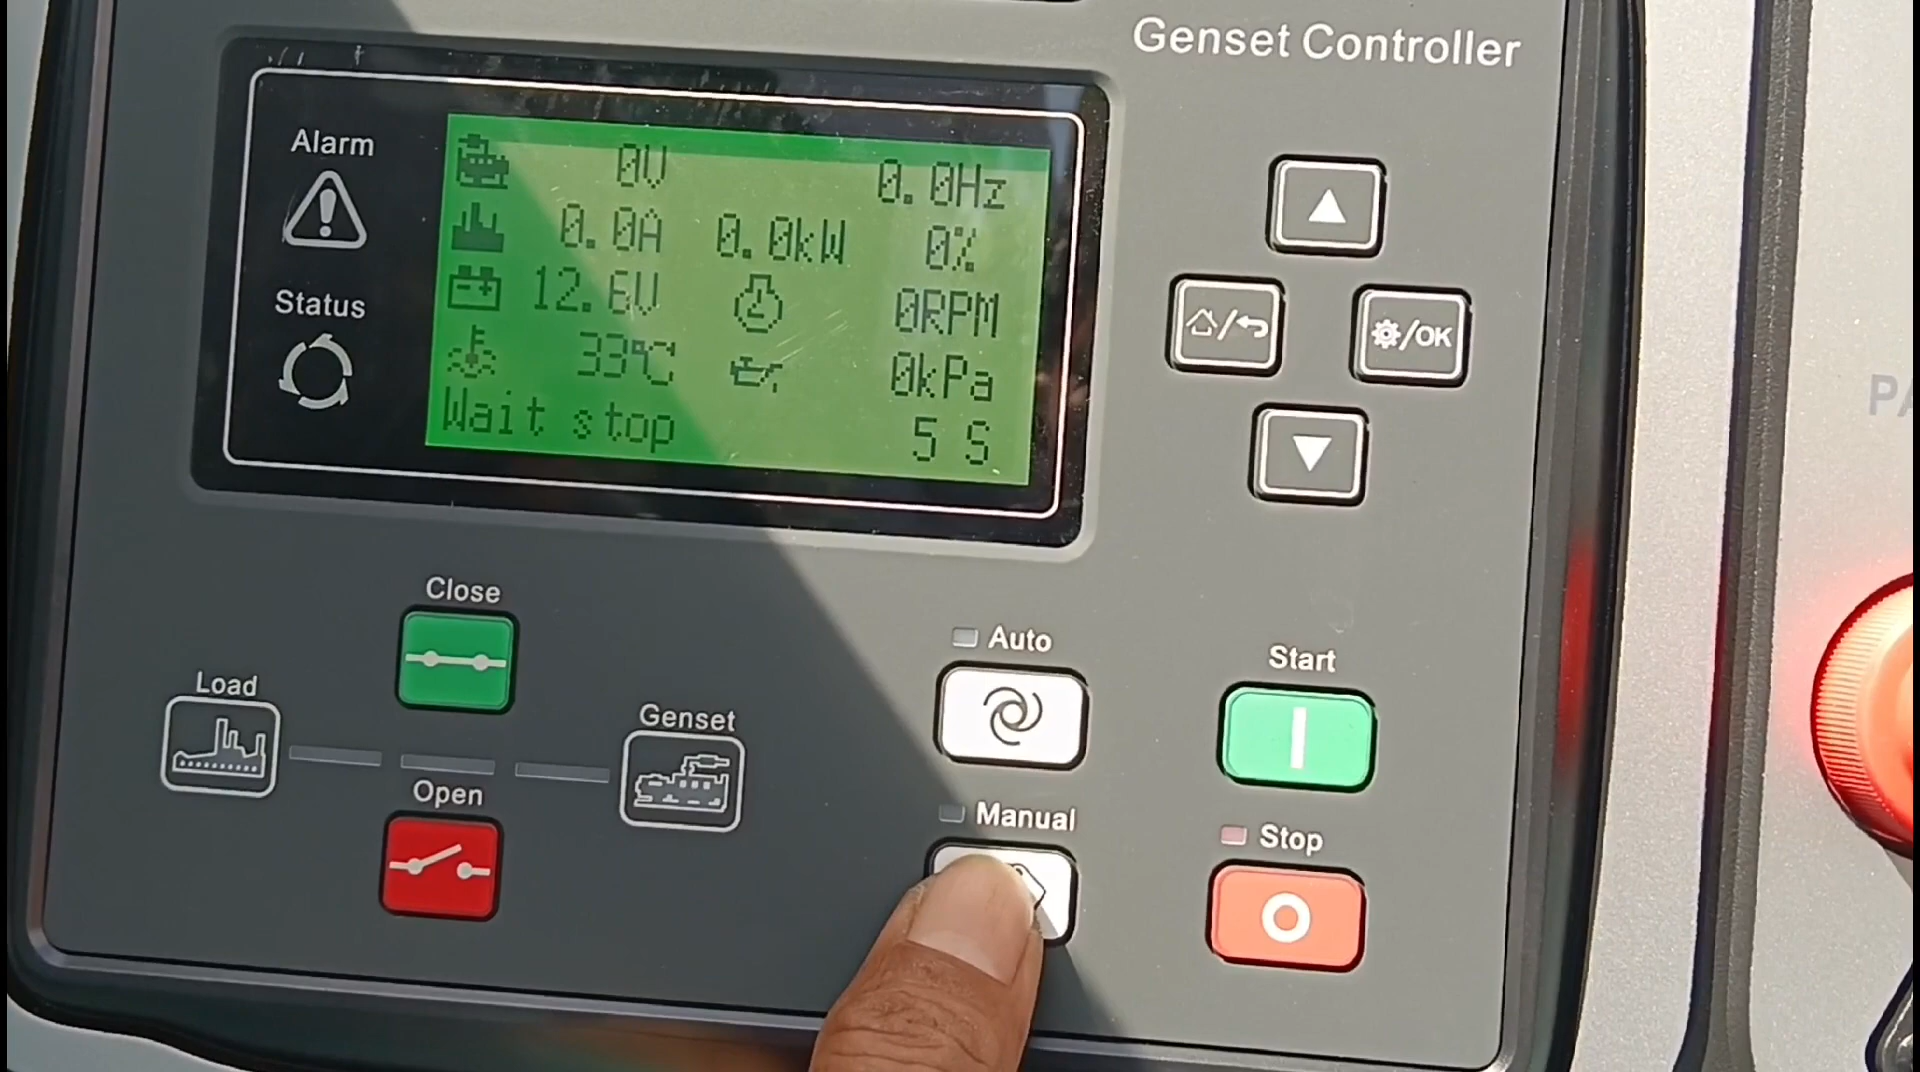 Genset Controller
Alarm
Status
0V 0.0Hz
0.0A 0.0kW 0%
12.6V 0RPM
33℃ 0kPa
Wait stop 5 S
/OK
Close
Load
Genset
Open
Auto
Start
Manual
Stop